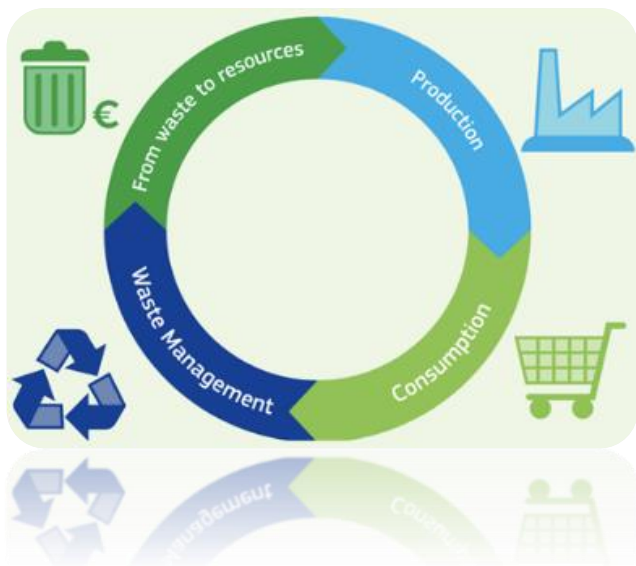 From waste to resources
Production
€
Consumption
Waste Management